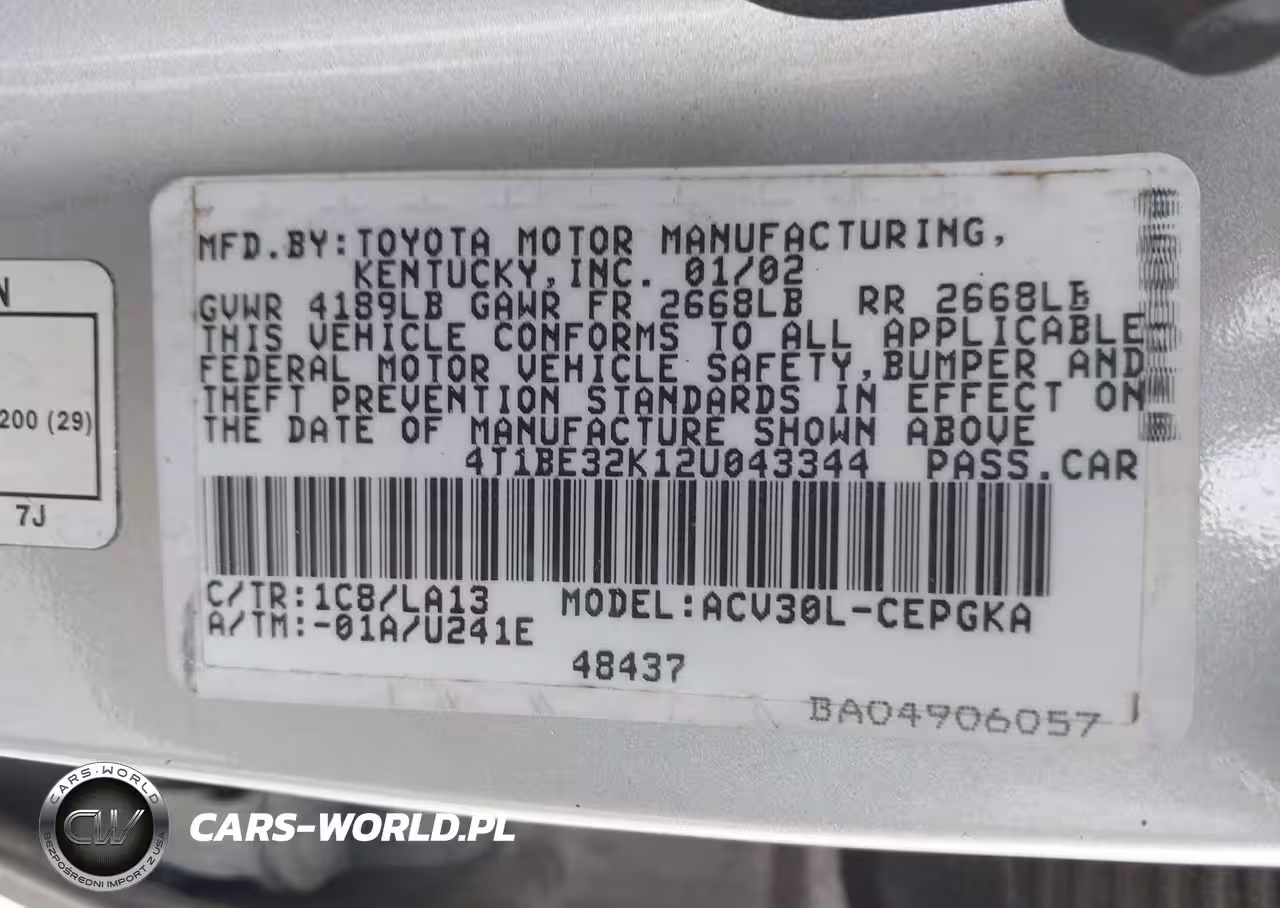 MFD.BY:TOYOTA MOTOR MANUFACTURING,
KENTUCKY,INC. 01/02
GVWR 4189LB GAWR FR 2668LB RR 2668LB
THIS VEHICLE CONFORMS TO ALL APPLICABLE
FEDERAL MOTOR VEHICLE SAFETY,BUMPER AND
THEFT PREVENTION STANDARDS IN EFFECT ON
THE DATE OF MANUFACTURE SHOWN ABOVE
4T1BE32K12U043344 PASS.CAR
C/TR:1C8/LA13 MODEL:ACV30L-CEPGKA
A/TM:-01A/U241E
48437
BA04906057
N
200 (29)
7J
CARS-WORLD
CW
BEZPOŚREDNI IMPORT Z USA
CARS-WORLD.PL